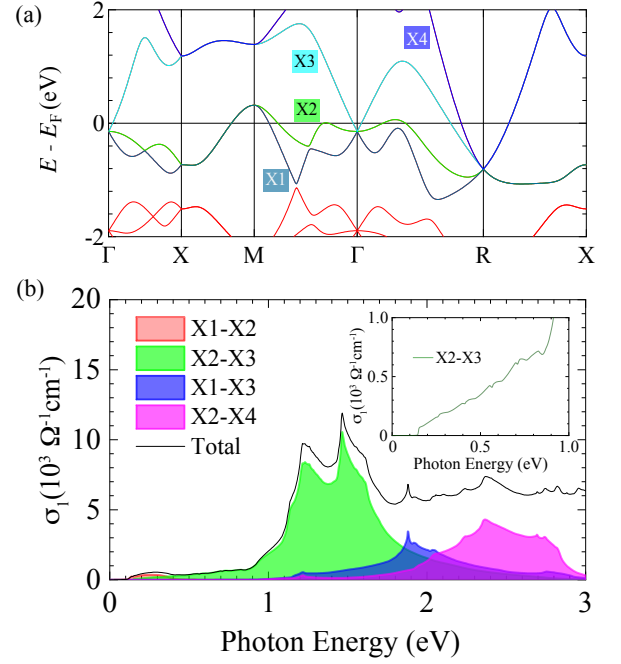 (a)
2
0
-2
E - E_F (eV)
X4
X3
X2
X1
Γ X M Γ R X
(b)
20
15
10
5
0
σ₁(10³ Ω⁻¹cm⁻¹)
X1-X2
X2-X3
X1-X3
X2-X4
Total
1.0
0.5
0.0
σ₁(10³ Ω⁻¹cm⁻¹)
X2-X3
0.5 1.0
Photon Energy (eV)
0 1 2 3
Photon Energy (eV)